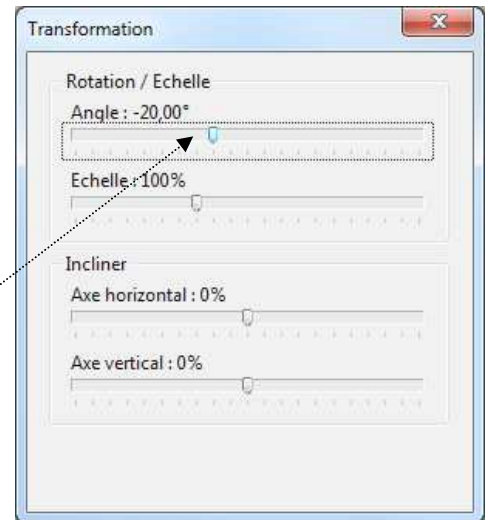 Transformation
Rotation / Echelle
Angle : -20,00°
Echelle : 100%
Incliner
Axe horizontal : 0%
Axe vertical : 0%